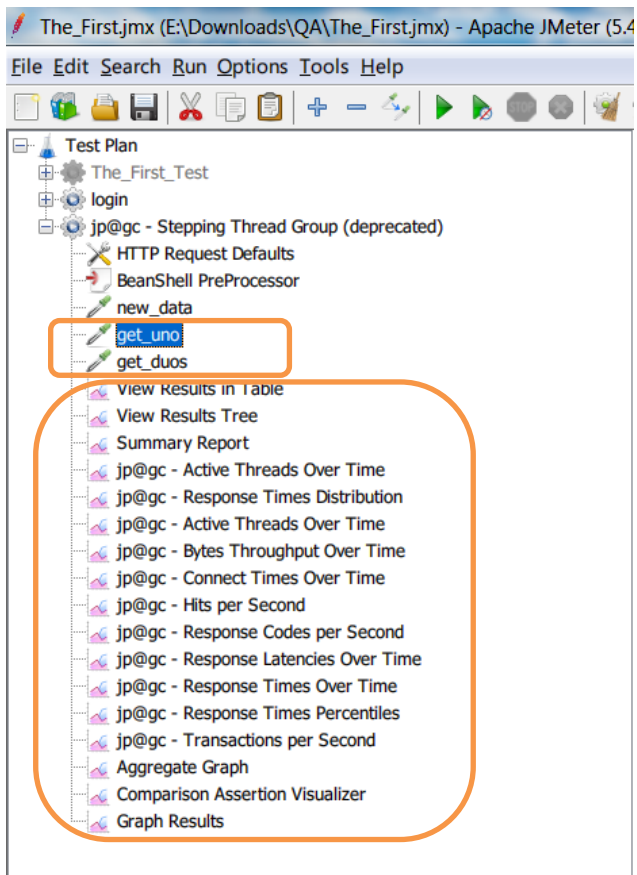 The_First.jmx (E:\Downloads\QA\The_First.jmx) - Apache JMeter (5.4
File Edit Search Run Options Tools Help
STOP
Test Plan
The_First_Test
login
jp@gc - Stepping Thread Group (deprecated)
HTTP Request Defaults
BeanShell PreProcessor
new_data
get_uno
get_duos
View Results in Table
View Results Tree
Summary Report
jp@gc - Active Threads Over Time
jp@gc - Response Times Distribution
jp@gc - Active Threads Over Time
jp@gc - Bytes Throughput Over Time
jp@gc - Connect Times Over Time
jp@gc - Hits per Second
jp@gc - Response Codes per Second
jp@gc - Response Latencies Over Time
jp@gc - Response Times Over Time
jp@gc - Response Times Percentiles
jp@gc - Transactions per Second
Aggregate Graph
Comparison Assertion Visualizer
Graph Results